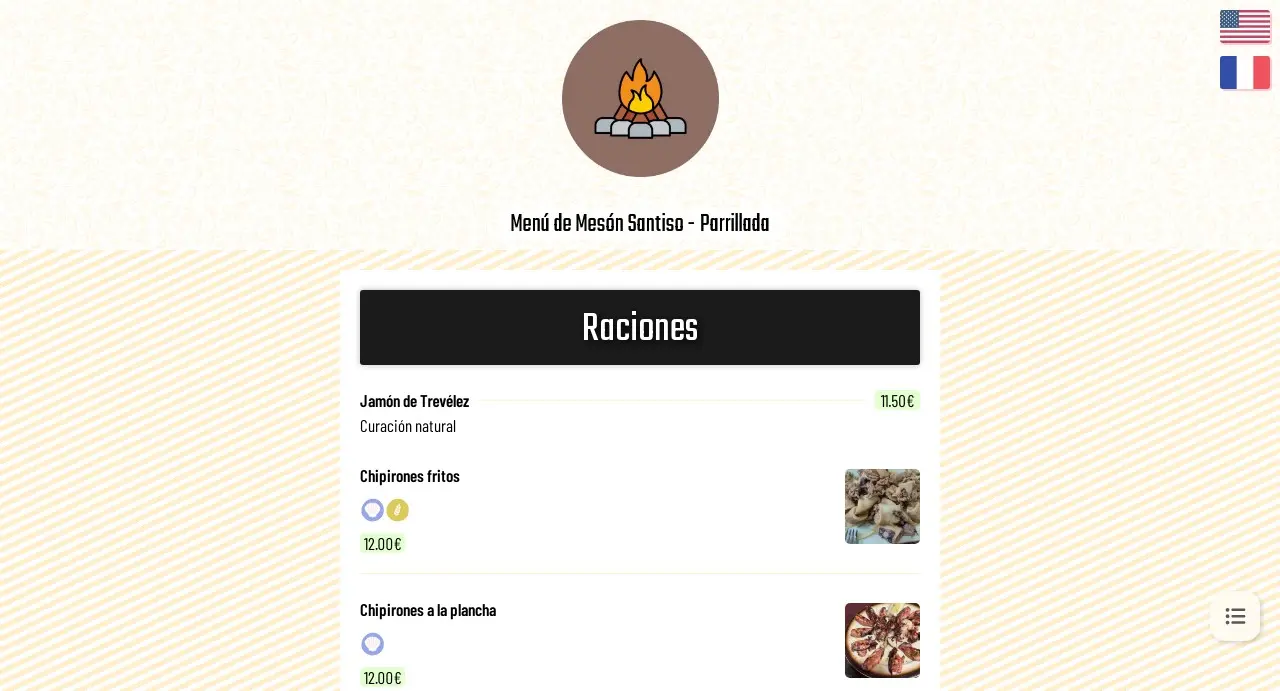 Menú de Mesón Santiso - Parrillada
Raciones
Jamón de Trevélez 11.50€
Curación natural
Chipirones fritos
12.00€
Chipirones a la plancha
12.00€